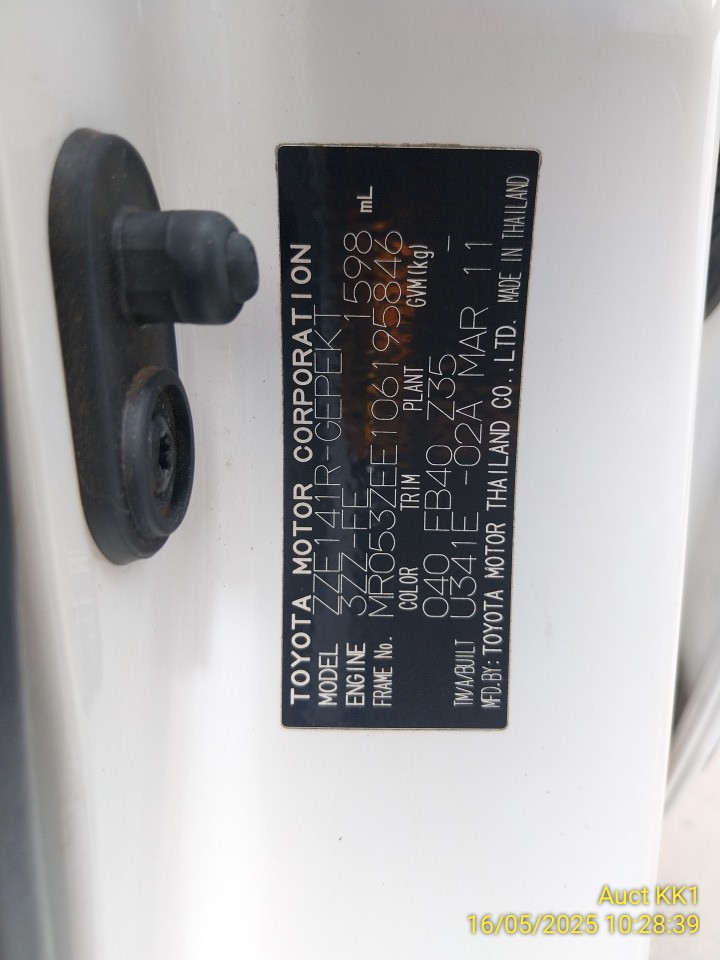 TOYOTA MOTOR CORPORATION
MODEL ZZE141R-GEPEKT
ENGINE 3ZZ-FE 1598 mL
FRAME No. MR053ZEE106195846
COLOR TRIM PLANT GVM(kg)
040 FB40 Z35 -
TM/A/BUILT U341E -02A MAR 11
MFD.BY: TOYOTA MOTOR THAILAND CO.,LTD. MADE IN THAILAND
Auct KK1
16/05/2025 10:28:39